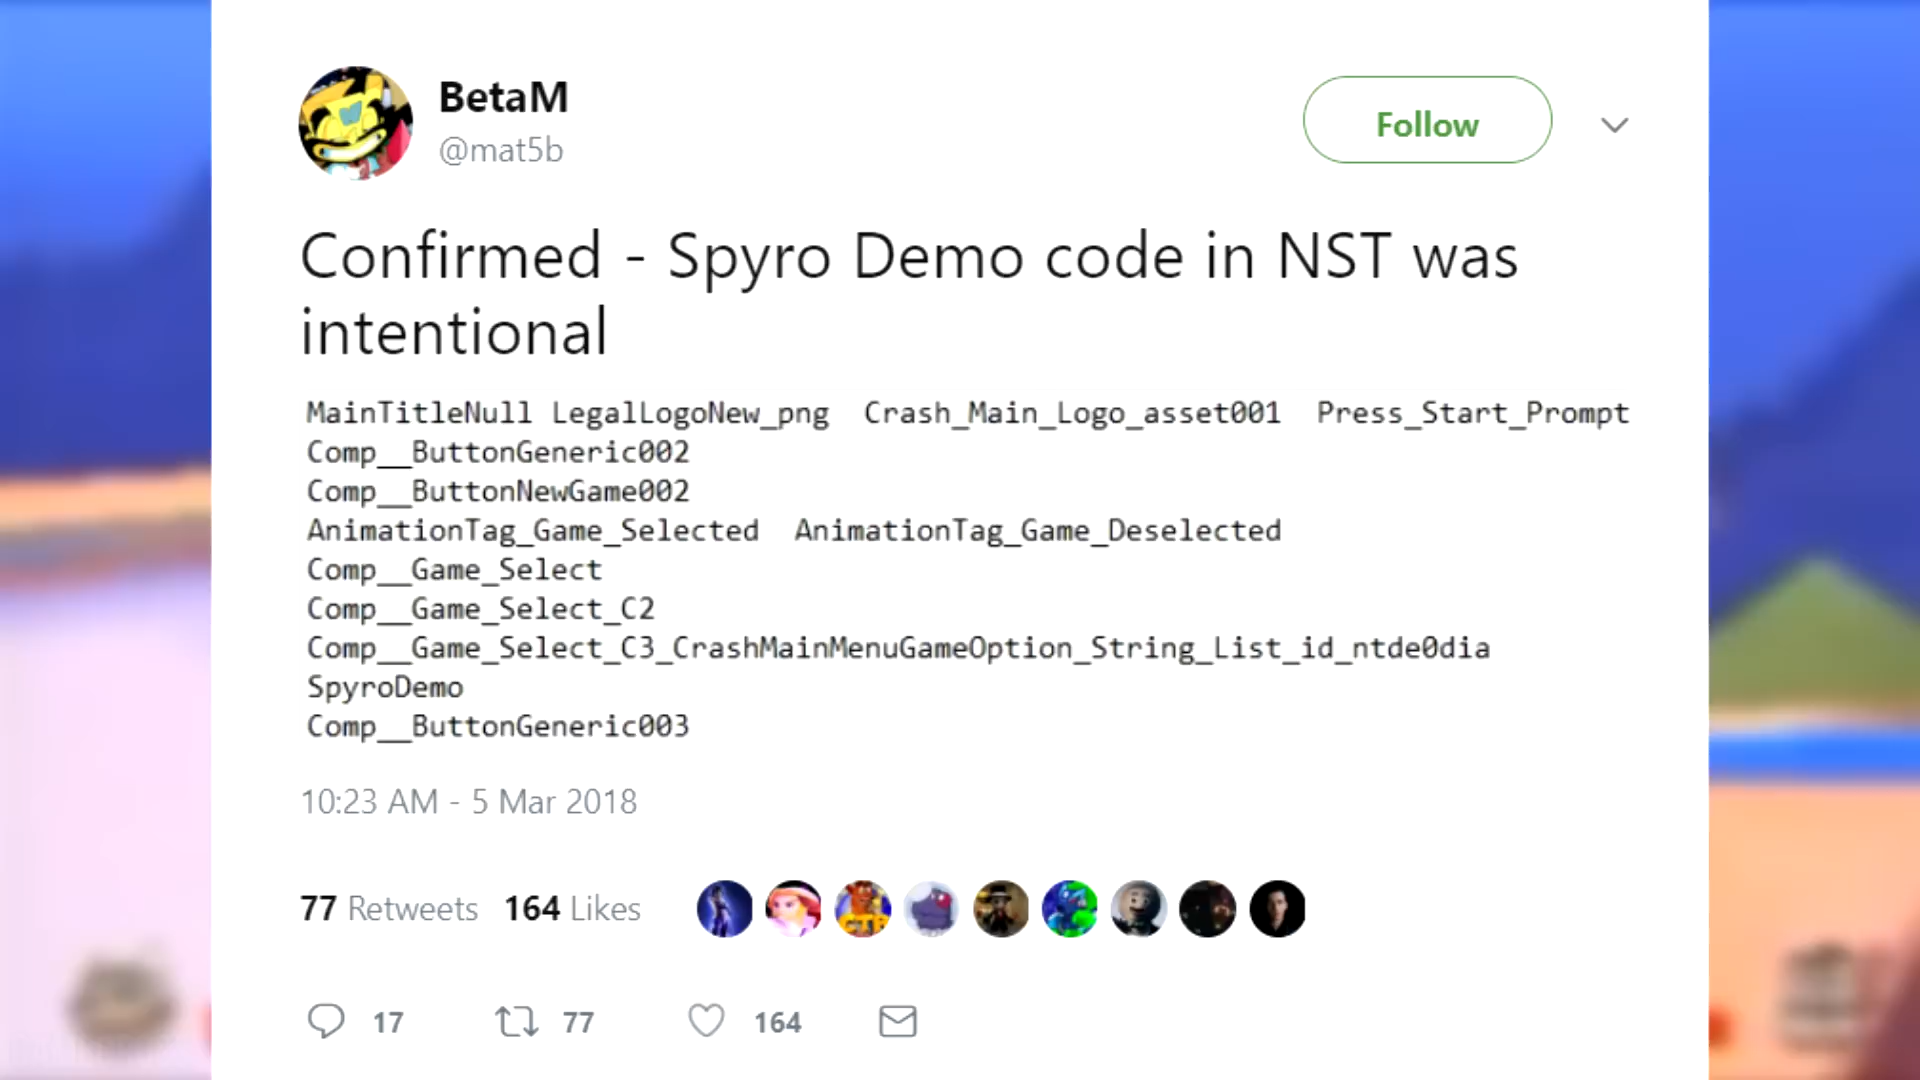 BetaM
@mat5b
Follow
Confirmed - Spyro Demo code in NST was
intentional
MainTitleNull LegalLogoNew_png Crash_Main_Logo_asset001 Press_Start_Prompt
Comp__ButtonGeneric002
Comp__ButtonNewGame002
AnimationTag_Game_Selected AnimationTag_Game_Deselected
Comp__Game_Select
Comp__Game_Select_C2
Comp__Game_Select_C3_CrashMainMenuGameOption_String_List_id_ntde0dia
SpyroDemo
Comp__ButtonGeneric003
10:23 AM - 5 Mar 2018
77 Retweets 164 Likes
17 77 164